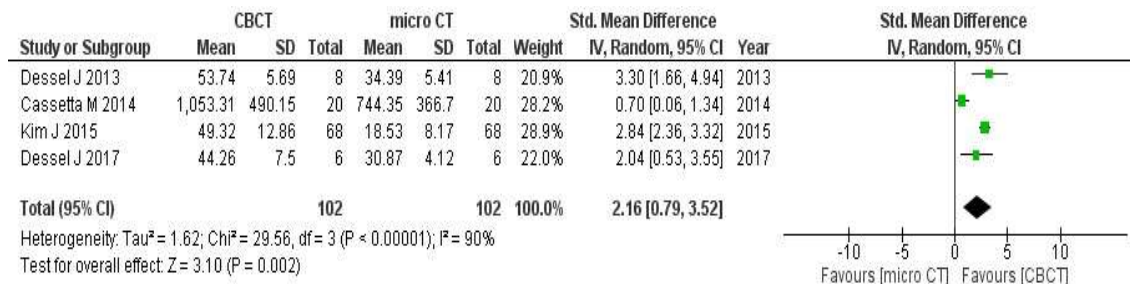 CBCT micro CT Std. Mean Difference Std. Mean Difference
Study or Subgroup Mean SD Total Mean SD Total Weight IV, Random, 95% CI Year IV, Random, 95% CI
Dessel J 2013 53.74 5.69 8 34.39 5.41 8 20.9% 3.30 [1.66, 4.94] 2013
Cassetta M 2014 1,053.31 490.15 20 744.35 366.7 20 28.2% 0.70 [0.06, 1.34] 2014
Kim J 2015 49.32 12.86 68 18.53 8.17 68 28.9% 2.84 [2.36, 3.32] 2015
Dessel J 2017 44.26 7.5 6 30.87 4.12 6 22.0% 2.04 [0.53, 3.55] 2017
Total (95% CI) 102 102 100.0% 2.16 [0.79, 3.52]
Heterogeneity: Tau² = 1.62; Chi² = 29.56, df = 3 (P < 0.00001); I² = 90%
Test for overall effect: Z = 3.10 (P = 0.002)
-10 -5 0 5 10
Favours [micro CT] Favours [CBCT]